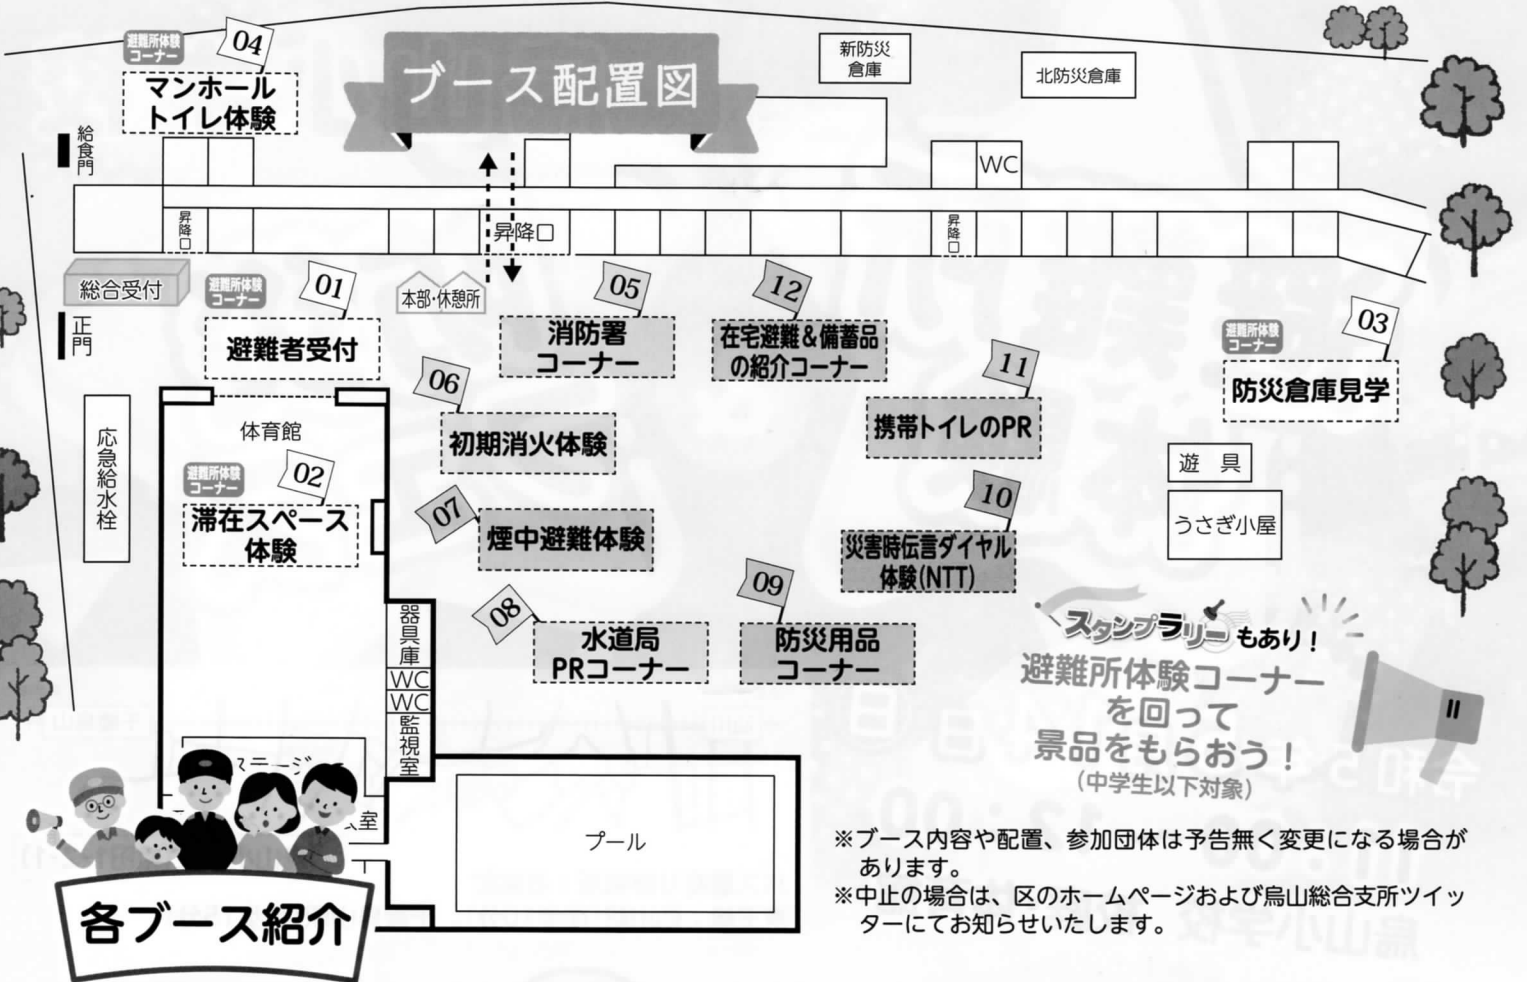 避難所体験
コーナー
04
マンホール
トイレ体験
ブース配置図
新防災
倉庫
北防災倉庫
給食門
WC
昇降口
昇降口
昇降口
総合受付
正門
避難所体験
コーナー
01
避難者受付
本部・休憩所
05
消防署
コーナー
12
在宅避難&備蓄品
の紹介コーナー
避難所体験
コーナー
03
防災倉庫見学
06
初期消火体験
11
携帯トイレのPR
応急給水栓
体育館
避難所体験
コーナー
02
滞在スペース
体験
07
煙中避難体験
10
災害時伝言ダイヤル
体験(NTT)
遊 具
うさぎ小屋
08
水道局
PRコーナー
09
防災用品
コーナー
器具庫
WC
WC
監視室
ステージ
室
プール
スタンプラリーもあり!
避難所体験コーナー
を回って
景品をもらおう!
(中学生以下対象)
※ブース内容や配置、参加団体は予告無く変更になる場合が
あります。
※中止の場合は、区のホームページおよび烏山総合支所ツイッ
ターにてお知らせいたします。
各ブース紹介